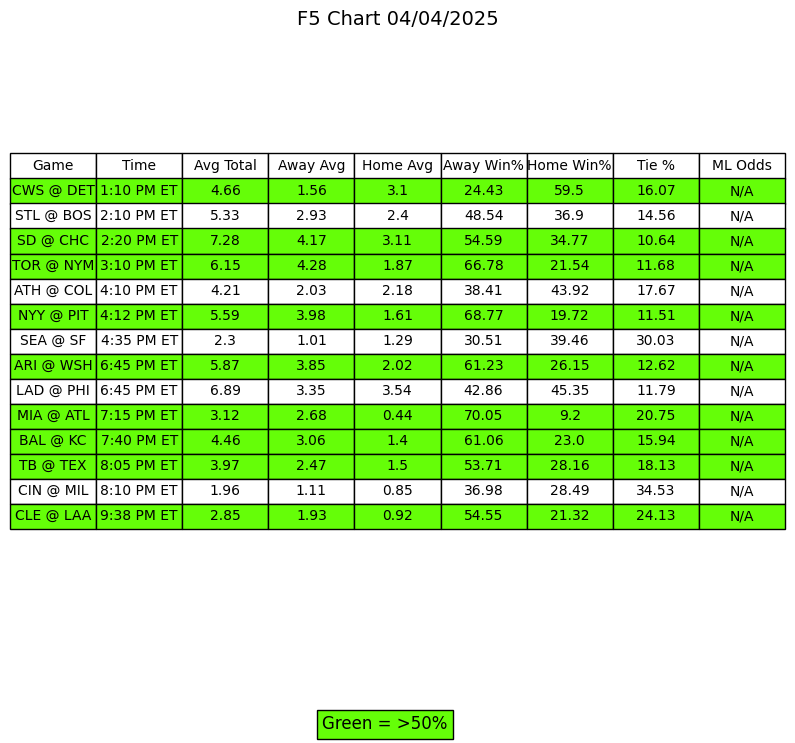 F5 Chart 04/04/2025
Game Time Avg Total Away Avg Home Avg Away Win% Home Win% Tie % ML Odds
CWS @ DET 1:10 PM ET 4.66 1.56 3.1 24.43 59.5 16.07 N/A
STL @ BOS 2:10 PM ET 5.33 2.93 2.4 48.54 36.9 14.56 N/A
SD @ CHC 2:20 PM ET 7.28 4.17 3.11 54.59 34.77 10.64 N/A
TOR @ NYM 3:10 PM ET 6.15 4.28 1.87 66.78 21.54 11.68 N/A
ATH @ COL 4:10 PM ET 4.21 2.03 2.18 38.41 43.92 17.67 N/A
NYY @ PIT 4:12 PM ET 5.59 3.98 1.61 68.77 19.72 11.51 N/A
SEA @ SF 4:35 PM ET 2.3 1.01 1.29 30.51 39.46 30.03 N/A
ARI @ WSH 6:45 PM ET 5.87 3.85 2.02 61.23 26.15 12.62 N/A
LAD @ PHI 6:45 PM ET 6.89 3.35 3.54 42.86 45.35 11.79 N/A
MIA @ ATL 7:15 PM ET 3.12 2.68 0.44 70.05 9.2 20.75 N/A
BAL @ KC 7:40 PM ET 4.46 3.06 1.4 61.06 23.0 15.94 N/A
TB @ TEX 8:05 PM ET 3.97 2.47 1.5 53.71 28.16 18.13 N/A
CIN @ MIL 8:10 PM ET 1.96 1.11 0.85 36.98 28.49 34.53 N/A
CLE @ LAA 9:38 PM ET 2.85 1.93 0.92 54.55 21.32 24.13 N/A
Green = >50%